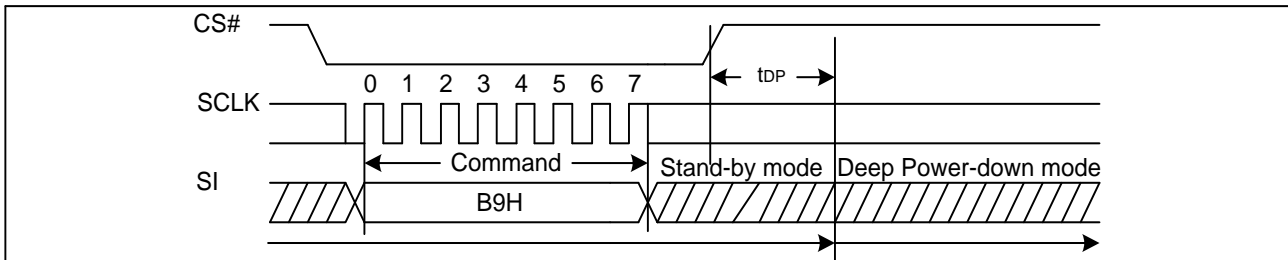 CS#
tDP
0 1 2 3 4 5 6 7
SCLK
Command
Stand-by mode Deep Power-down mode
SI
B9H